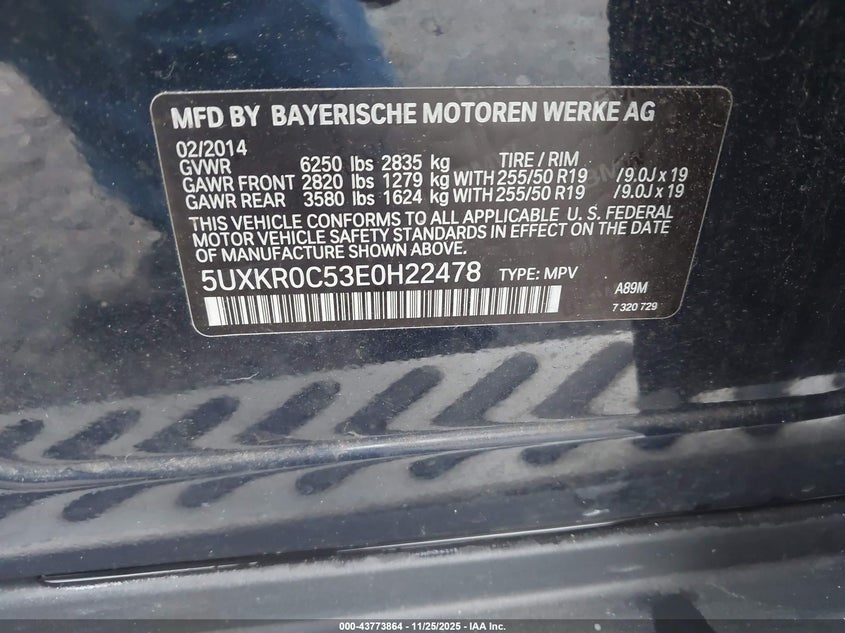 MFD BY BAYERISCHE MOTOREN WERKE AG
02/2014
GVWR 6250 lbs 2835 kg TIRE / RIM
GAWR FRONT 2820 lbs 1279 kg WITH 255/50 R19 /9.0J x 19
GAWR REAR 3580 lbs 1624 kg WITH 255/50 R19 /9.0J x 19
THIS VEHICLE CONFORMS TO ALL APPLICABLE U. S. FEDERAL
MOTOR VEHICLE SAFETY STANDARDS IN EFFECT ON THE DATE
OF MANUFACTURE SHOWN ABOVE.
5UXKR0C53E0H22478 TYPE: MPV A89M
7 320 729
000-43773864 - 11/25/2025 - IAA Inc.